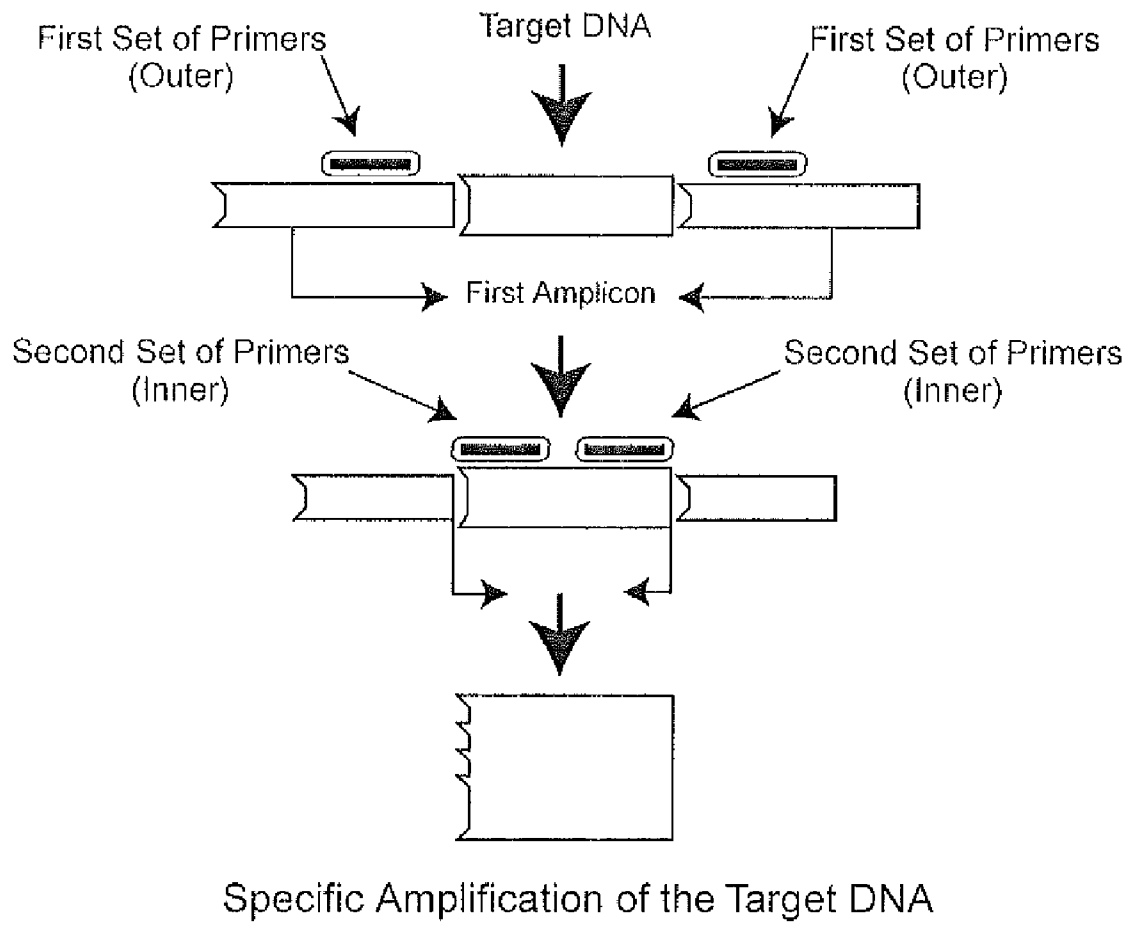 Target DNA
First Set of Primers
(Outer)
First Set of Primers
(Outer)
First Amplicon
Second Set of Primers
(Inner)
Second Set of Primers
(Inner)
Specific Amplification of the Target DNA